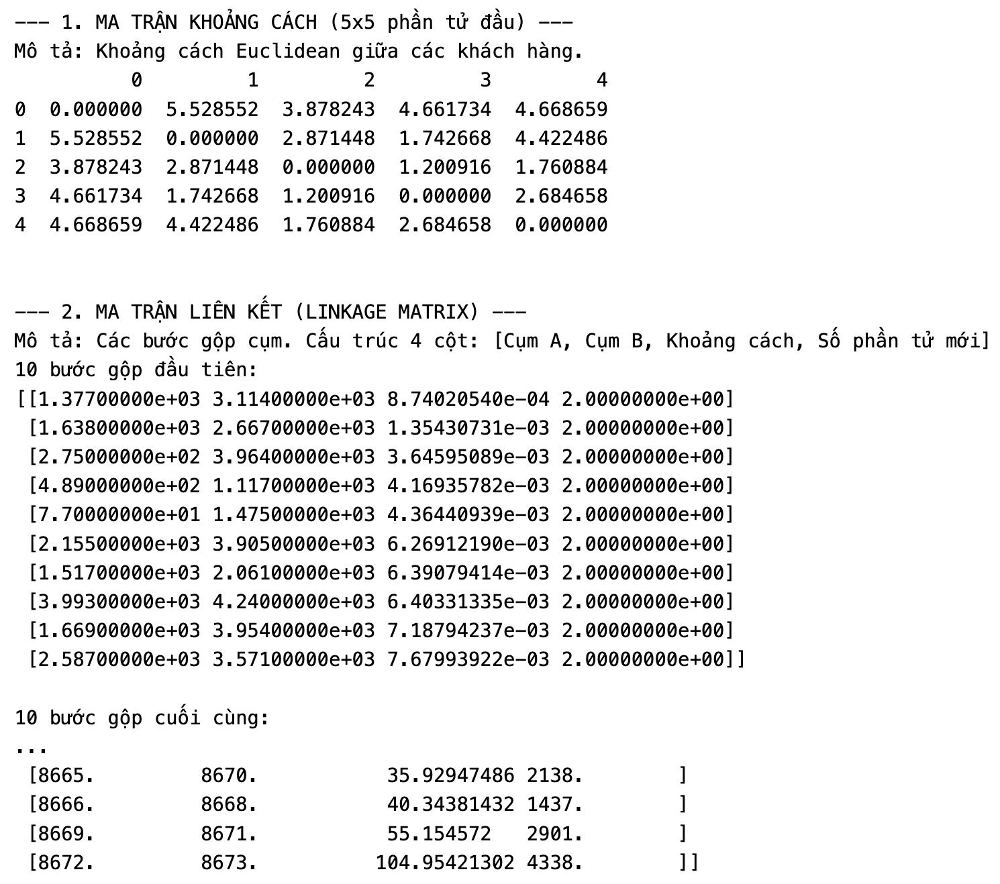 --- 1. MA TRẬN KHOẢNG CÁCH (5x5 phần tử đầu) ---
Mô tả: Khoảng cách Euclidean giữa các khách hàng.
          0         1         2         3         4
0  0.000000  5.528552  3.878243  4.661734  4.668659
1  5.528552  0.000000  2.871448  1.742668  4.422486
2  3.878243  2.871448  0.000000  1.200916  1.760884
3  4.661734  1.742668  1.200916  0.000000  2.684658
4  4.668659  4.422486  1.760884  2.684658  0.000000
--- 2. MA TRẬN LIÊN KẾT (LINKAGE MATRIX) ---
Mô tả: Các bước gộp cụm. Cấu trúc 4 cột: [Cụm A, Cụm B, Khoảng cách, Số phần tử mới]
10 bước gộp đầu tiên:
[[1.37700000e+03 3.11400000e+03 8.74020540e-04 2.00000000e+00]
 [1.63800000e+03 2.66700000e+03 1.35430731e-03 2.00000000e+00]
 [2.75000000e+02 3.96400000e+03 3.64595089e-03 2.00000000e+00]
 [4.89000000e+02 1.11700000e+03 4.16935782e-03 2.00000000e+00]
 [7.70000000e+01 1.47500000e+03 4.36440939e-03 2.00000000e+00]
 [2.15500000e+03 3.90500000e+03 6.26912190e-03 2.00000000e+00]
 [1.51700000e+03 2.06100000e+03 6.39079414e-03 2.00000000e+00]
 [3.99300000e+03 4.24000000e+03 6.40331335e-03 2.00000000e+00]
 [1.66900000e+03 3.95400000e+03 7.18794237e-03 2.00000000e+00]
 [2.58700000e+03 3.57100000e+03 7.67993922e-03 2.00000000e+00]]
10 bước gộp cuối cùng:
...
 [8665.         8670.           35.92947486 2138.        ]
 [8666.         8668.           40.34381432 1437.        ]
 [8669.         8671.           55.154572   2901.        ]
 [8672.         8673.          104.95421302 4338.        ]]